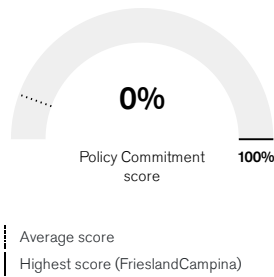 0%
Policy Commitment
score
100%
Average score
Highest score (FrieslandCampina)